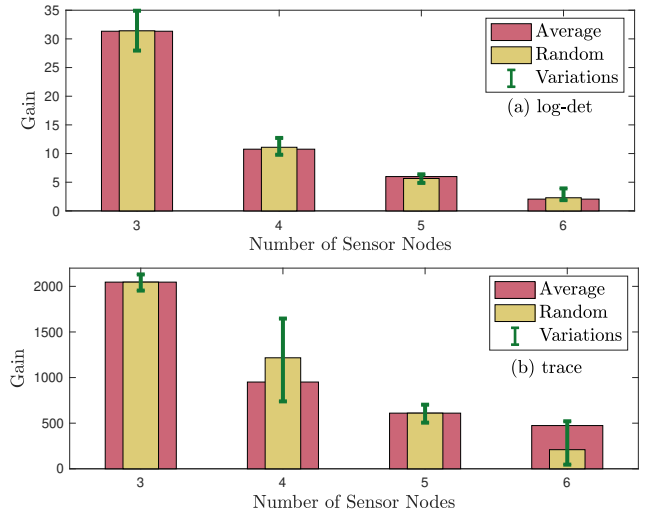 35
30
25
20
15
10
5
0
Gain
3 4 5 6
Number of Sensor Nodes
Average
Random
Variations
(a) log-det
2000
1500
1000
500
0
Gain
3 4 5 6
Number of Sensor Nodes
Average
Random
Variations
(b) trace